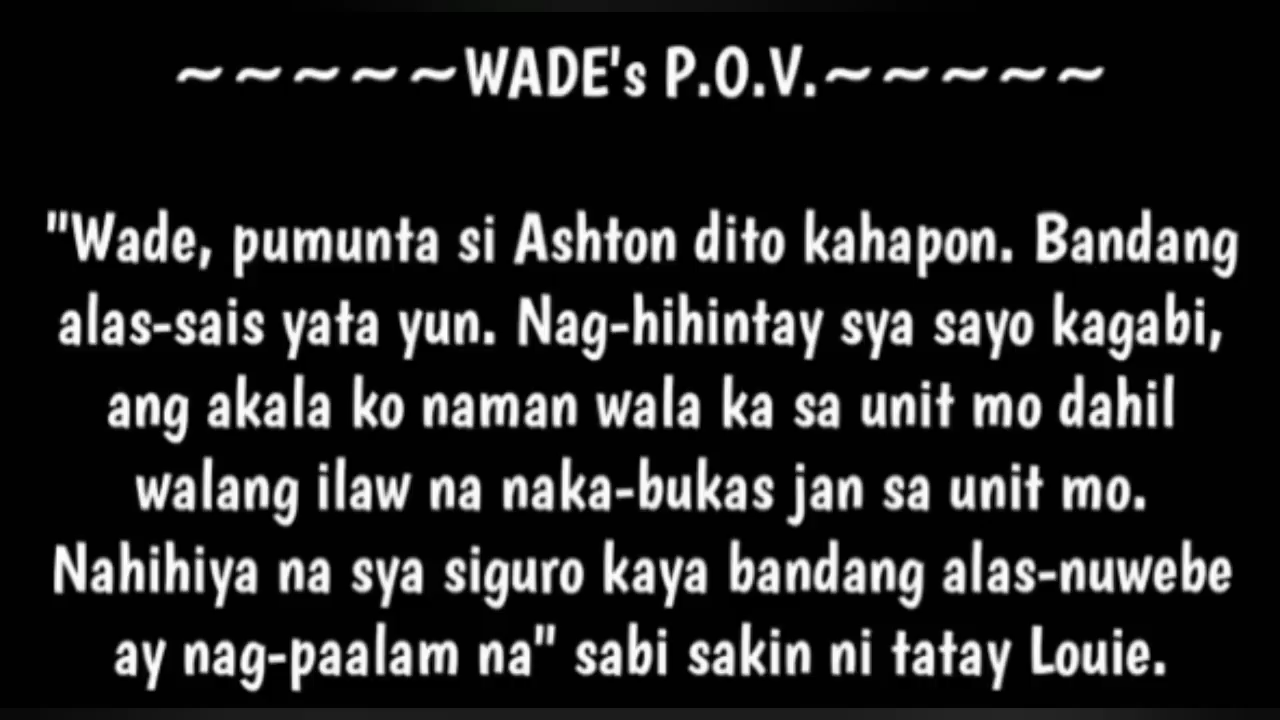 ~~~~~WADE's P.O.V.~~~~~
"Wade, pumunta si Ashton dito kahapon. Bandang
alas-sais yata yun. Nag-hihintay sya sayo kagabi,
ang akala ko naman wala ka sa unit mo dahil
walang ilaw na naka-bukas jan sa unit mo.
Nahihiya na sya siguro kaya bandang alas-nuwebe
ay nag-paalam na" sabi sakin ni tatay Louie.